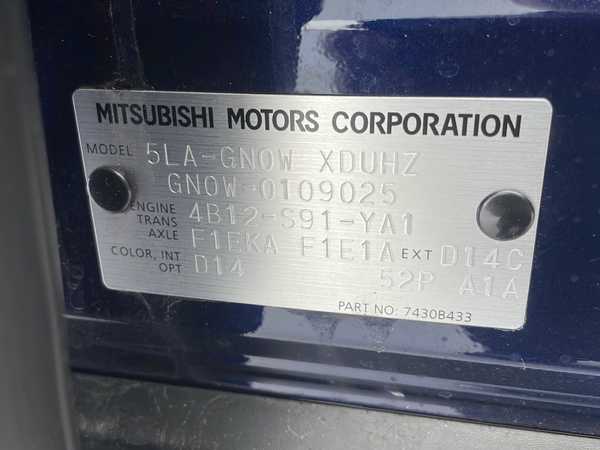 MITSUBISHI MOTORS CORPORATION
MODEL 5LA-GN0W XDUHZ
GN0W-0109025
ENGINE 4B12-S91-YA1
TRANS AXLE F1EKA F1E1A EXT D14C
COLOR, INT OPT D14 52P A1A
PART NO: 7430B433